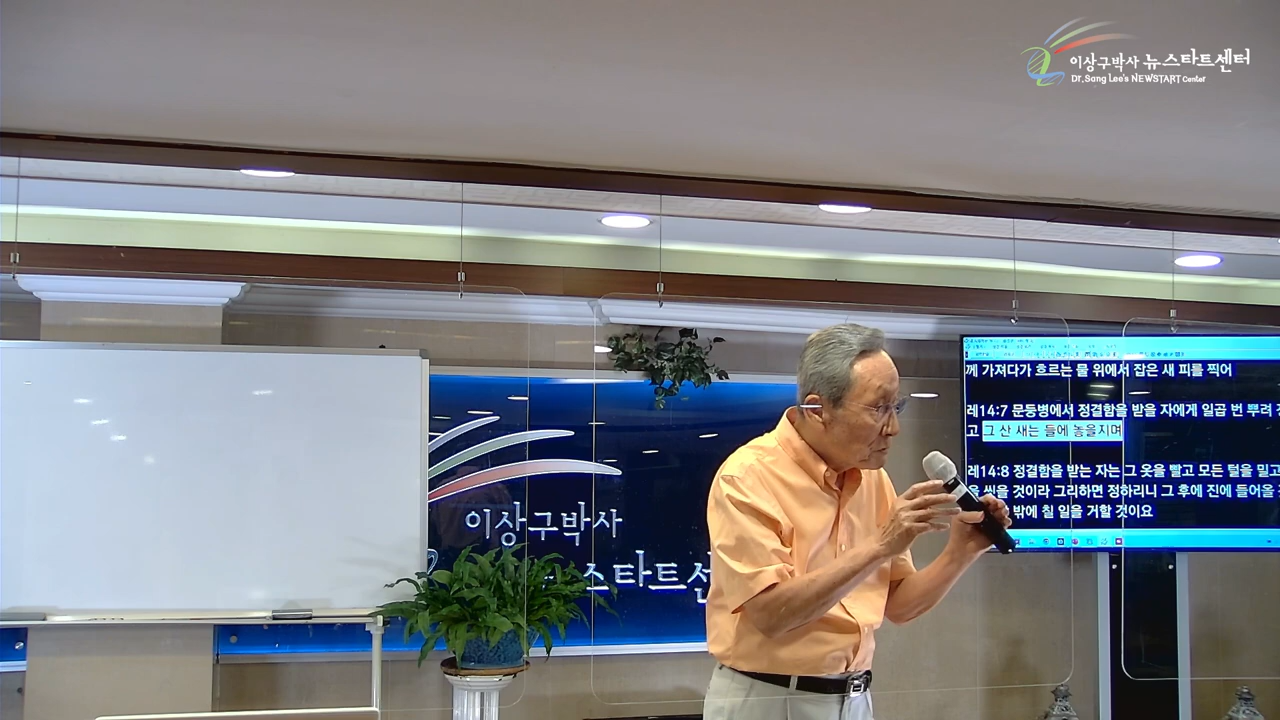 이상구박사 뉴스타트센터
Dr. Sang Lee's NEWSTART Center
께 가져다가 흐르는 물 위에서 잡은 새 피를 찍어
레14:7 문둥병에서 정결함을 받을 자에게 일곱 번 뿌려
고 그 산 새는 들에 놓을지며
레14:8 정결함을 받는 자는 그 옷을 빨고 모든 털을 밀고
씻을 것이라 그리하면 정하리니 그 후에 진에 들어올
밖에 칠 일을 거할 것이요
이상구박사
스타트센